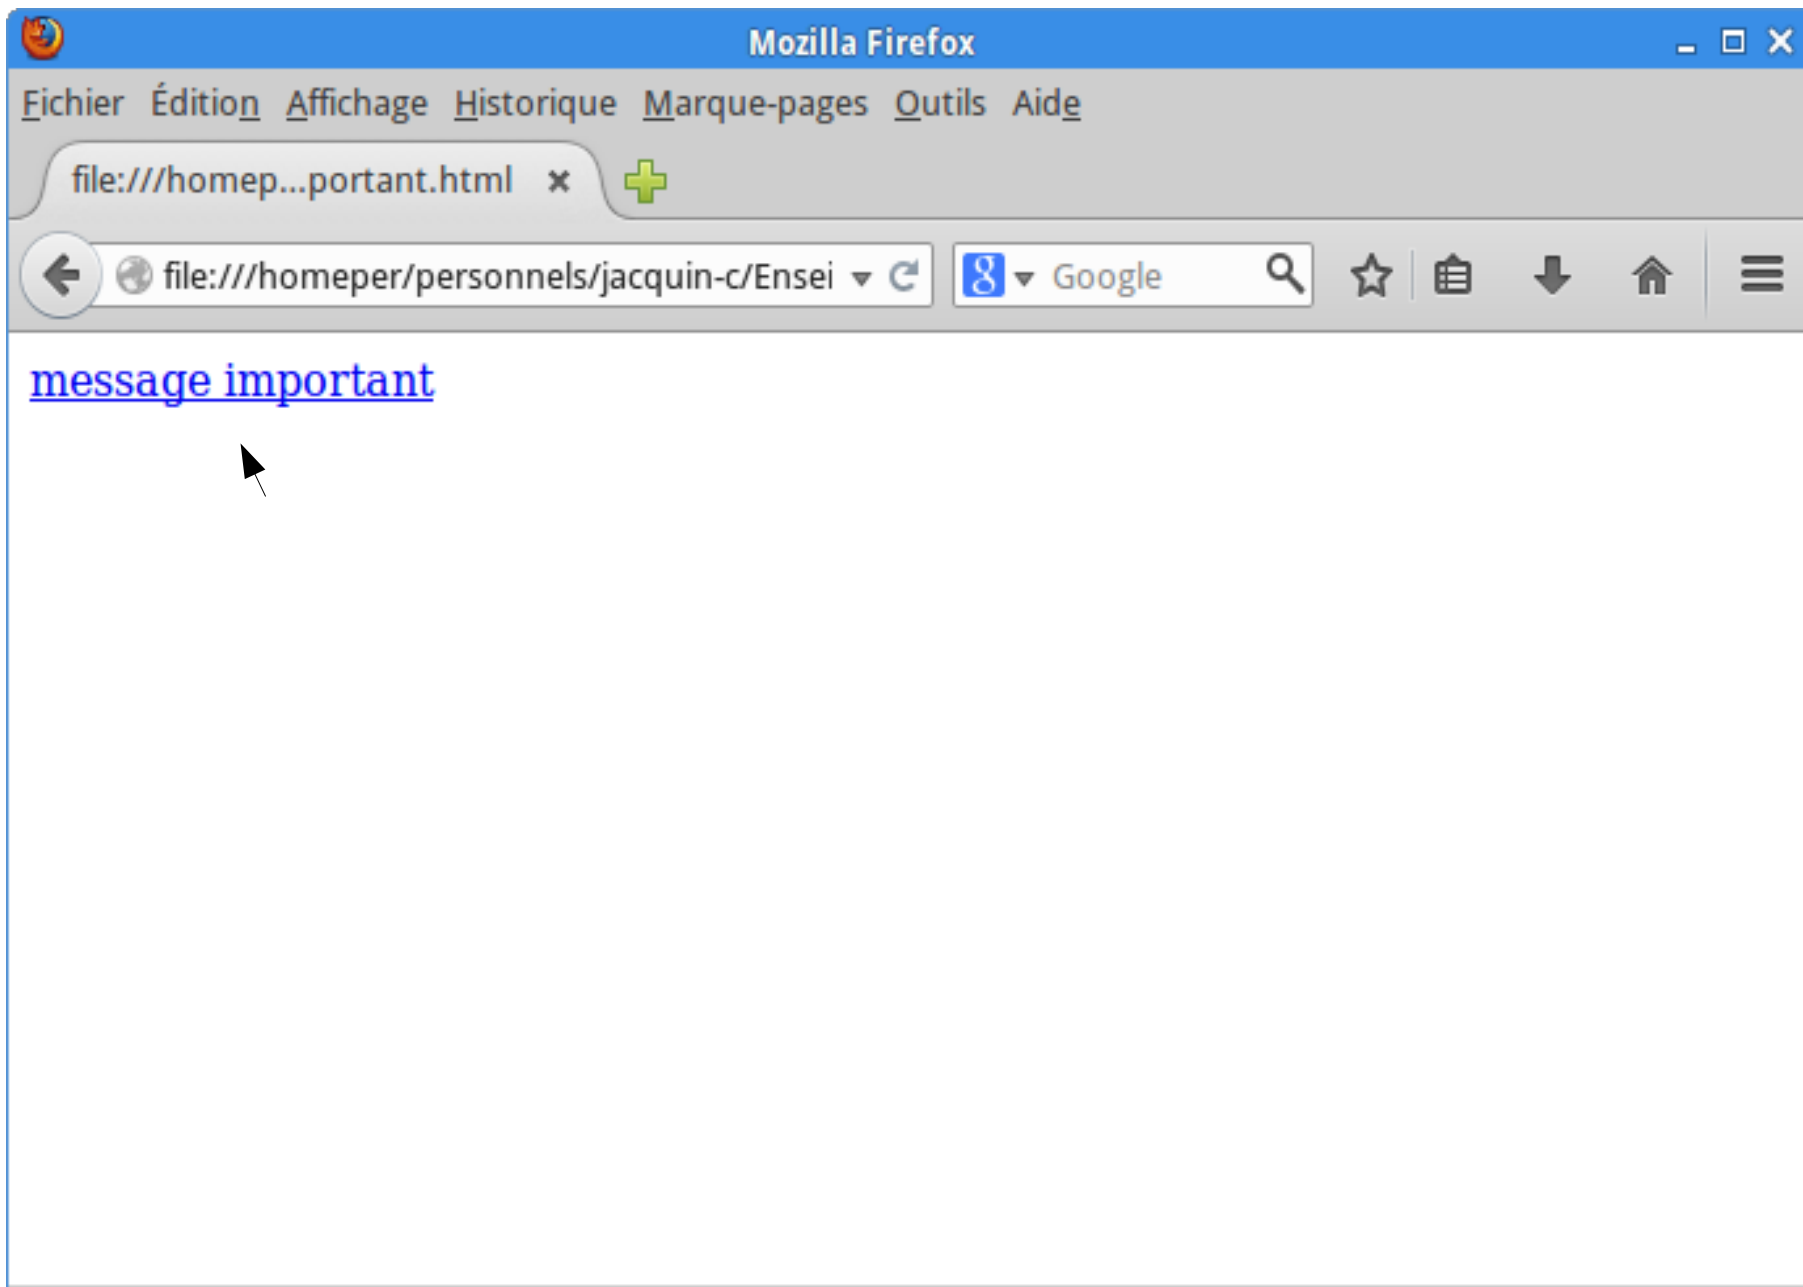 Mozilla Firefox
Fichier Édition Affichage Historique Marque-pages Outils Aide
file:///homep...portant.html
file:///homeper/personnels/jacquin-c/Ensei g Google
message important